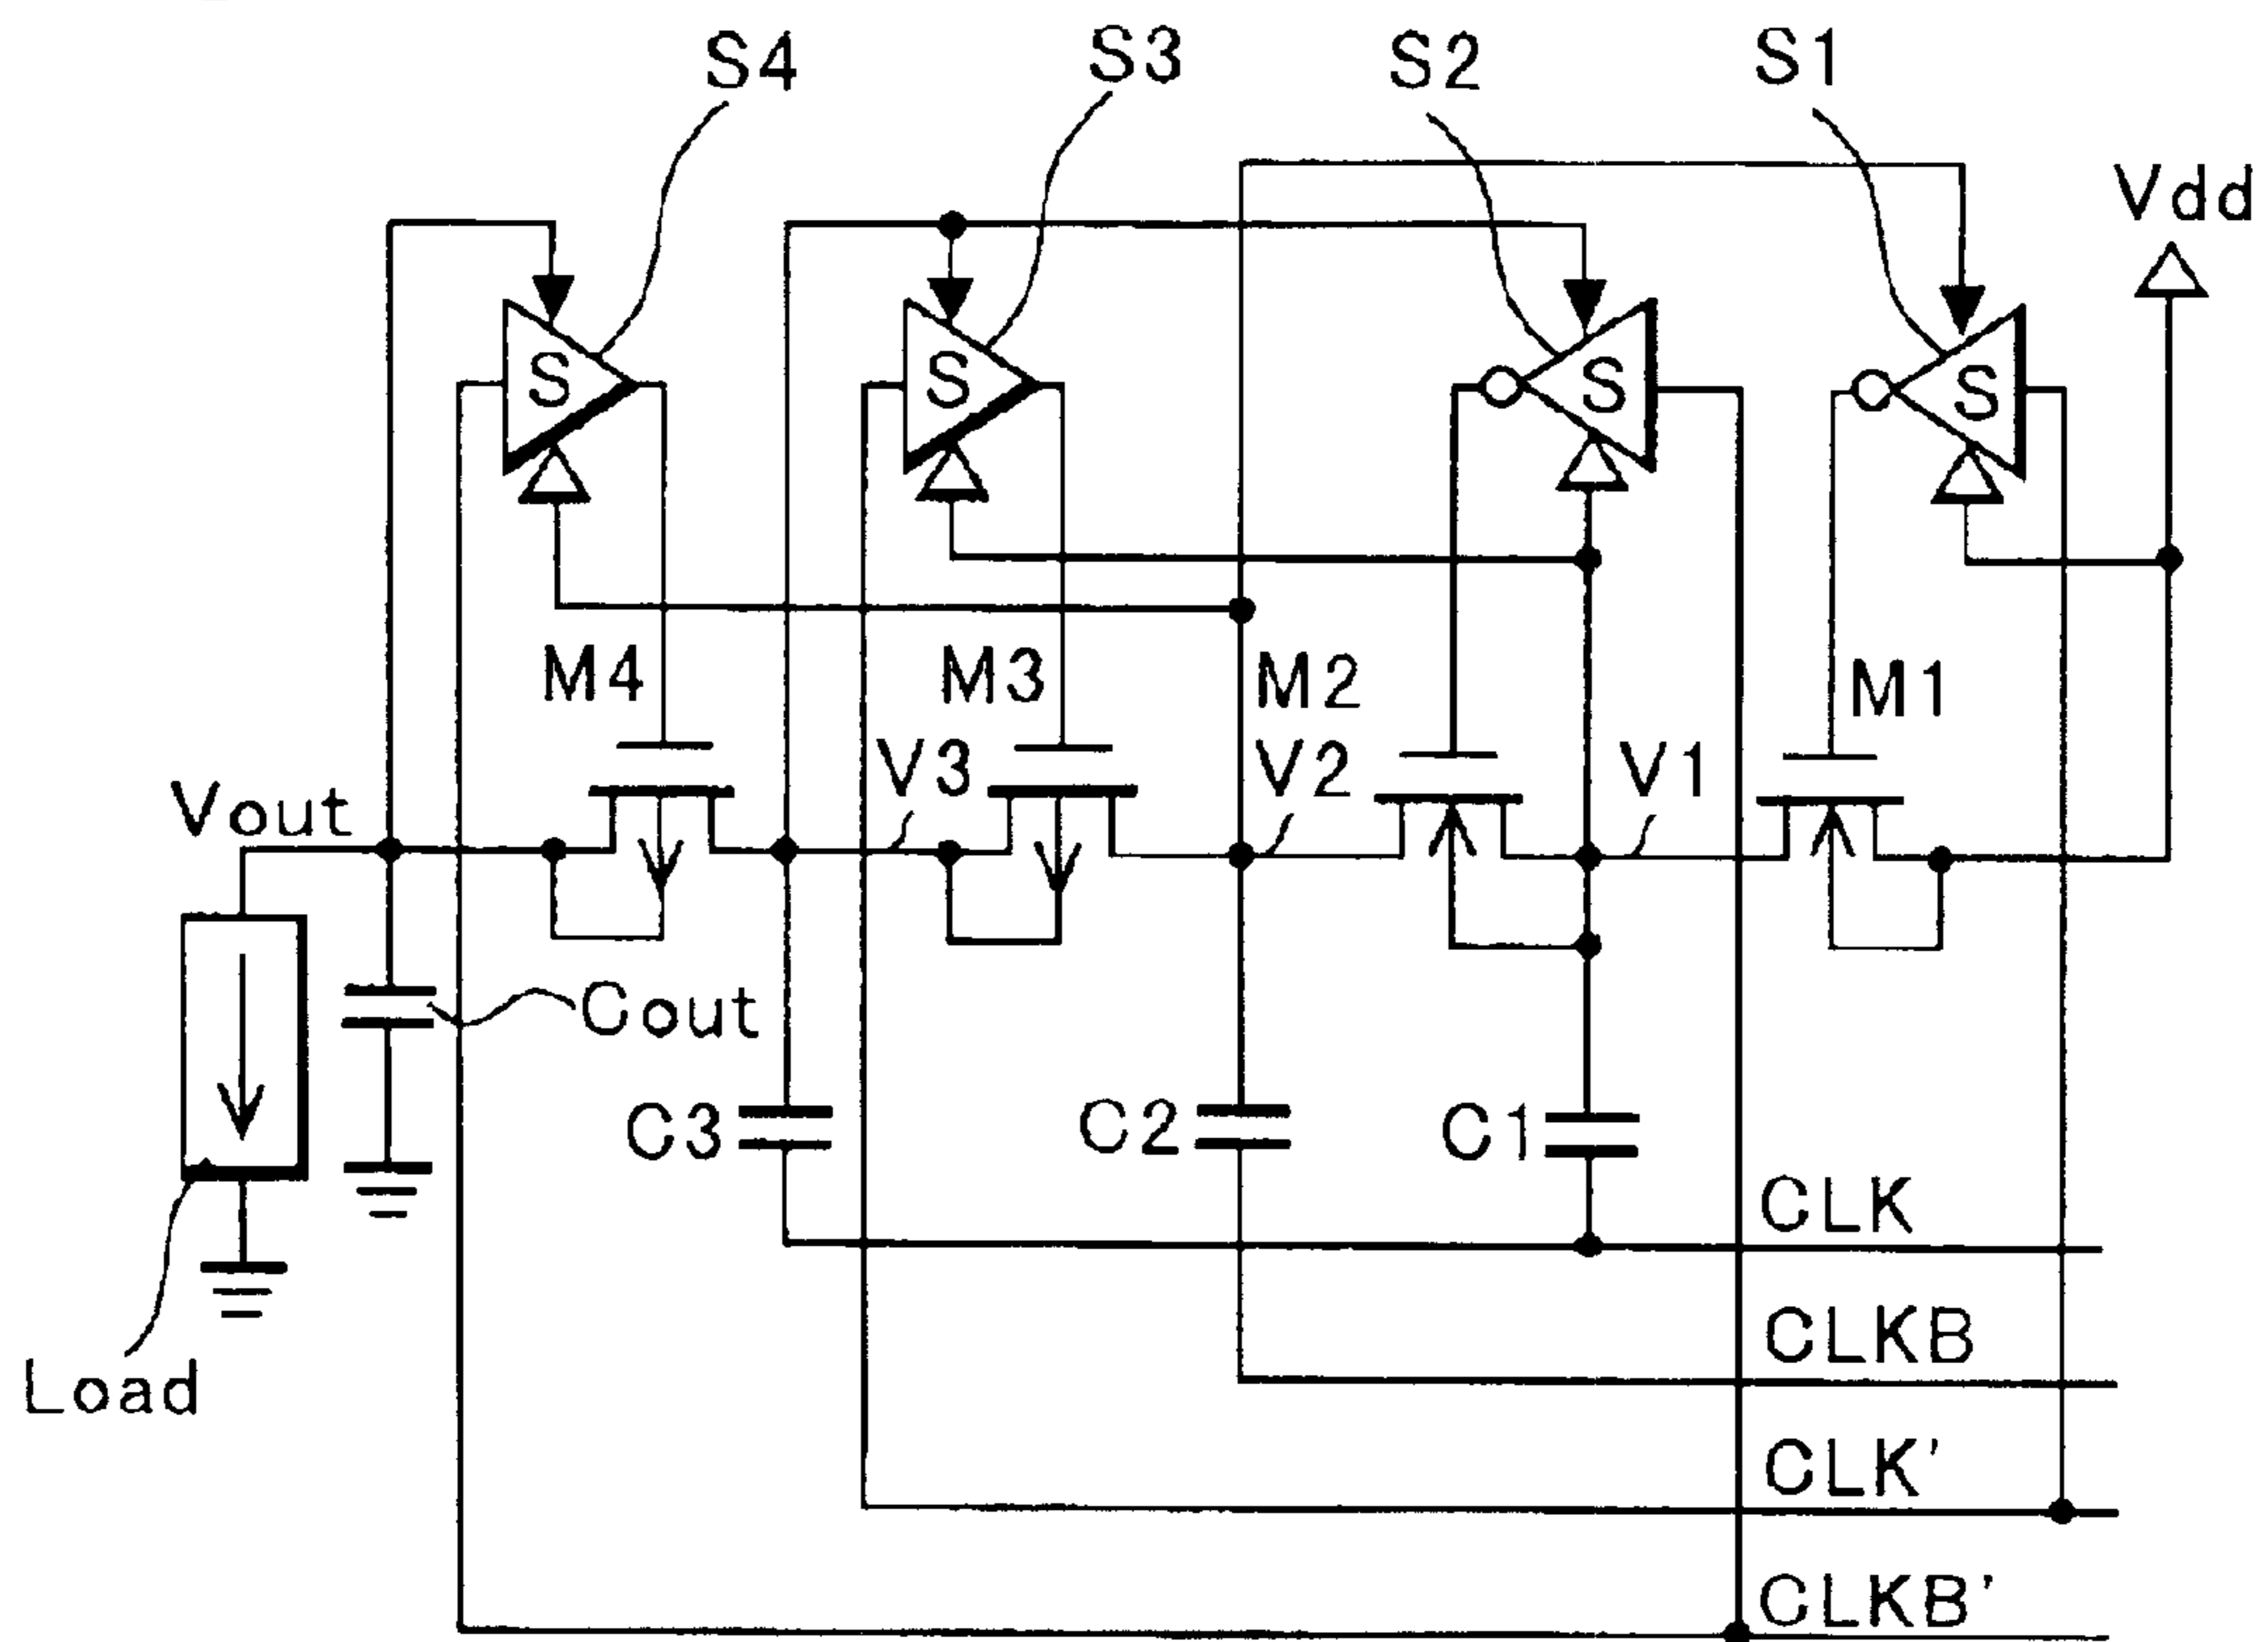 S4 S3 S2 S1
Vdd
S S S S
M4 M3 M2 M1
Vout V3 V2 V1
Cout
C3 C2 C1
CLK
CLKB
Load
CLK'
CLKB'